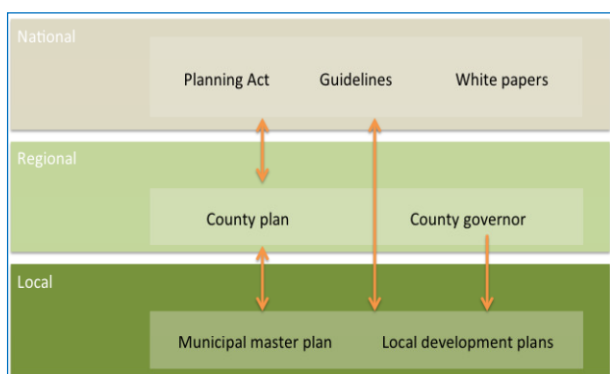 National
Planning Act Guidelines White papers
Regional
County plan County governor
Local
Municipal master plan Local development plans